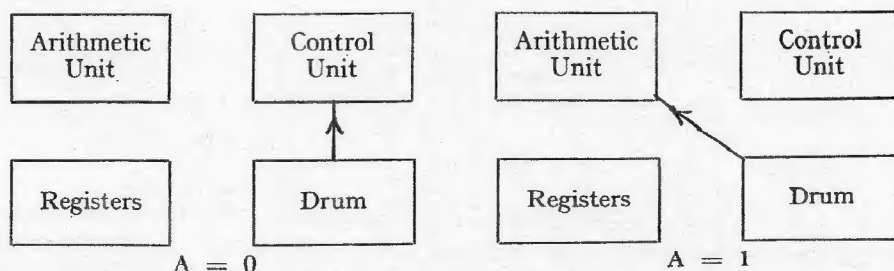 Arithmetic
Unit
Control
Unit
Arithmetic
Unit
Control
Unit
Registers
Drum
Registers
Drum
A = 0
A = 1